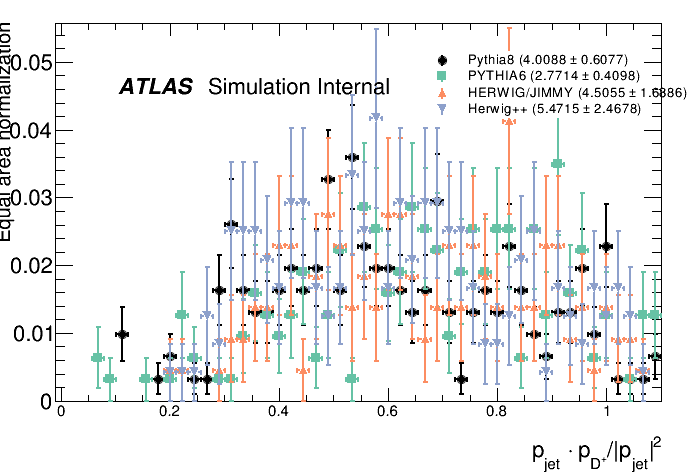 Equal area normalization
0.05
0.04
0.03
0.02
0.01
0
ATLAS Simulation Internal
Pythia8 (4.0088 ± 0.6077)
PYTHIA6 (2.7714 ± 0.4098)
HERWIG/JIMMY (4.5055 ± 1.6886)
Herwig++ (5.4715 ± 2.4678)
0 0.2 0.4 0.6 0.8 1
p_jet · p_D⁺/|p_jet|²